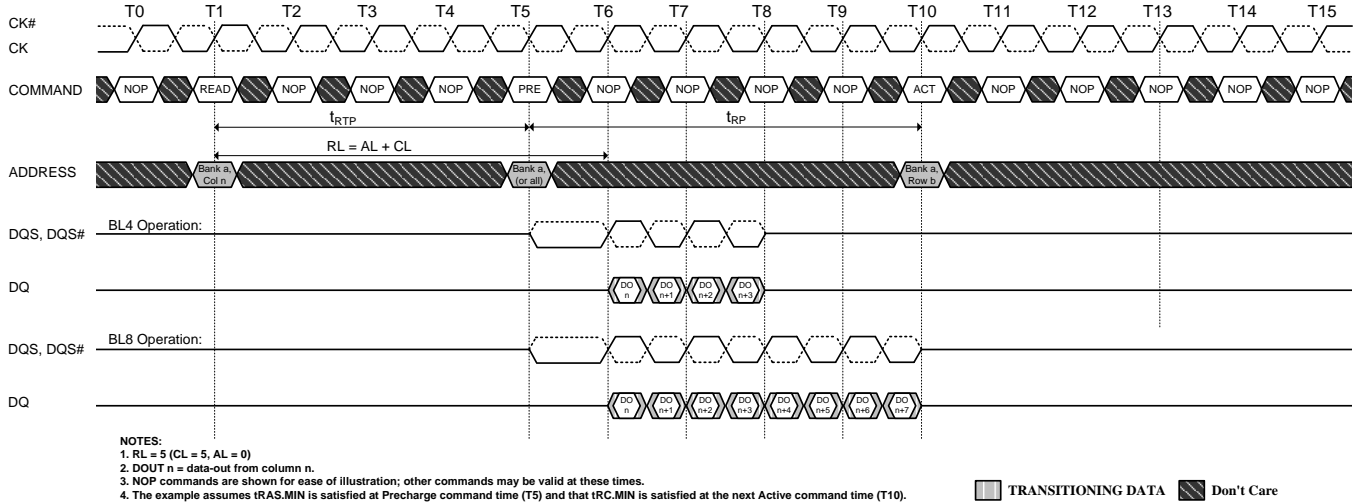 T0 T1 T2 T3 T4 T5 T6 T7 T8 T9 T10 T11 T12 T13 T14 T15
CK#
CK
COMMAND NOP READ NOP NOP NOP PRE NOP NOP NOP NOP ACT NOP NOP NOP NOP NOP
tRTP tRP
RL = AL + CL
ADDRESS
Bank a, Col n
Bank a, (or all)
Bank a, Row b
BL4 Operation:
DQS, DQS#
DQ
DO n DO n+1 DO n+2 DO n+3
BL8 Operation:
DQS, DQS#
DQ
DO n DO n+1 DO n+2 DO n+3 DO n+4 DO n+5 DO n+6 DO n+7
NOTES:
1. RL = 5 (CL = 5, AL = 0)
2. DOUT n = data-out from column n.
3. NOP commands are shown for ease of illustration; other commands may be valid at these times.
4. The example assumes tRAS.MIN is satisfied at Precharge command time (T5) and that tRC.MIN is satisfied at the next Active command time (T10).
TRANSITIONING DATA Don't Care